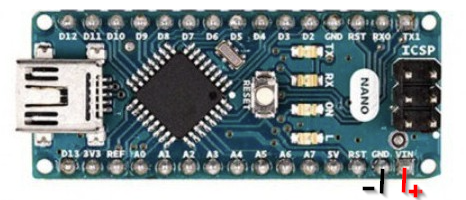 D12 D11 D10 D9 D8 D7 D6 D5 D4 D3 D2 GND RST RX0 TX1
TX
RX
ON
L
RESET
NANO
ICSP
D13 3V3 REF A0 A1 A2 A3 A4 A5 A6 A7 5V RST GND VIN
- +